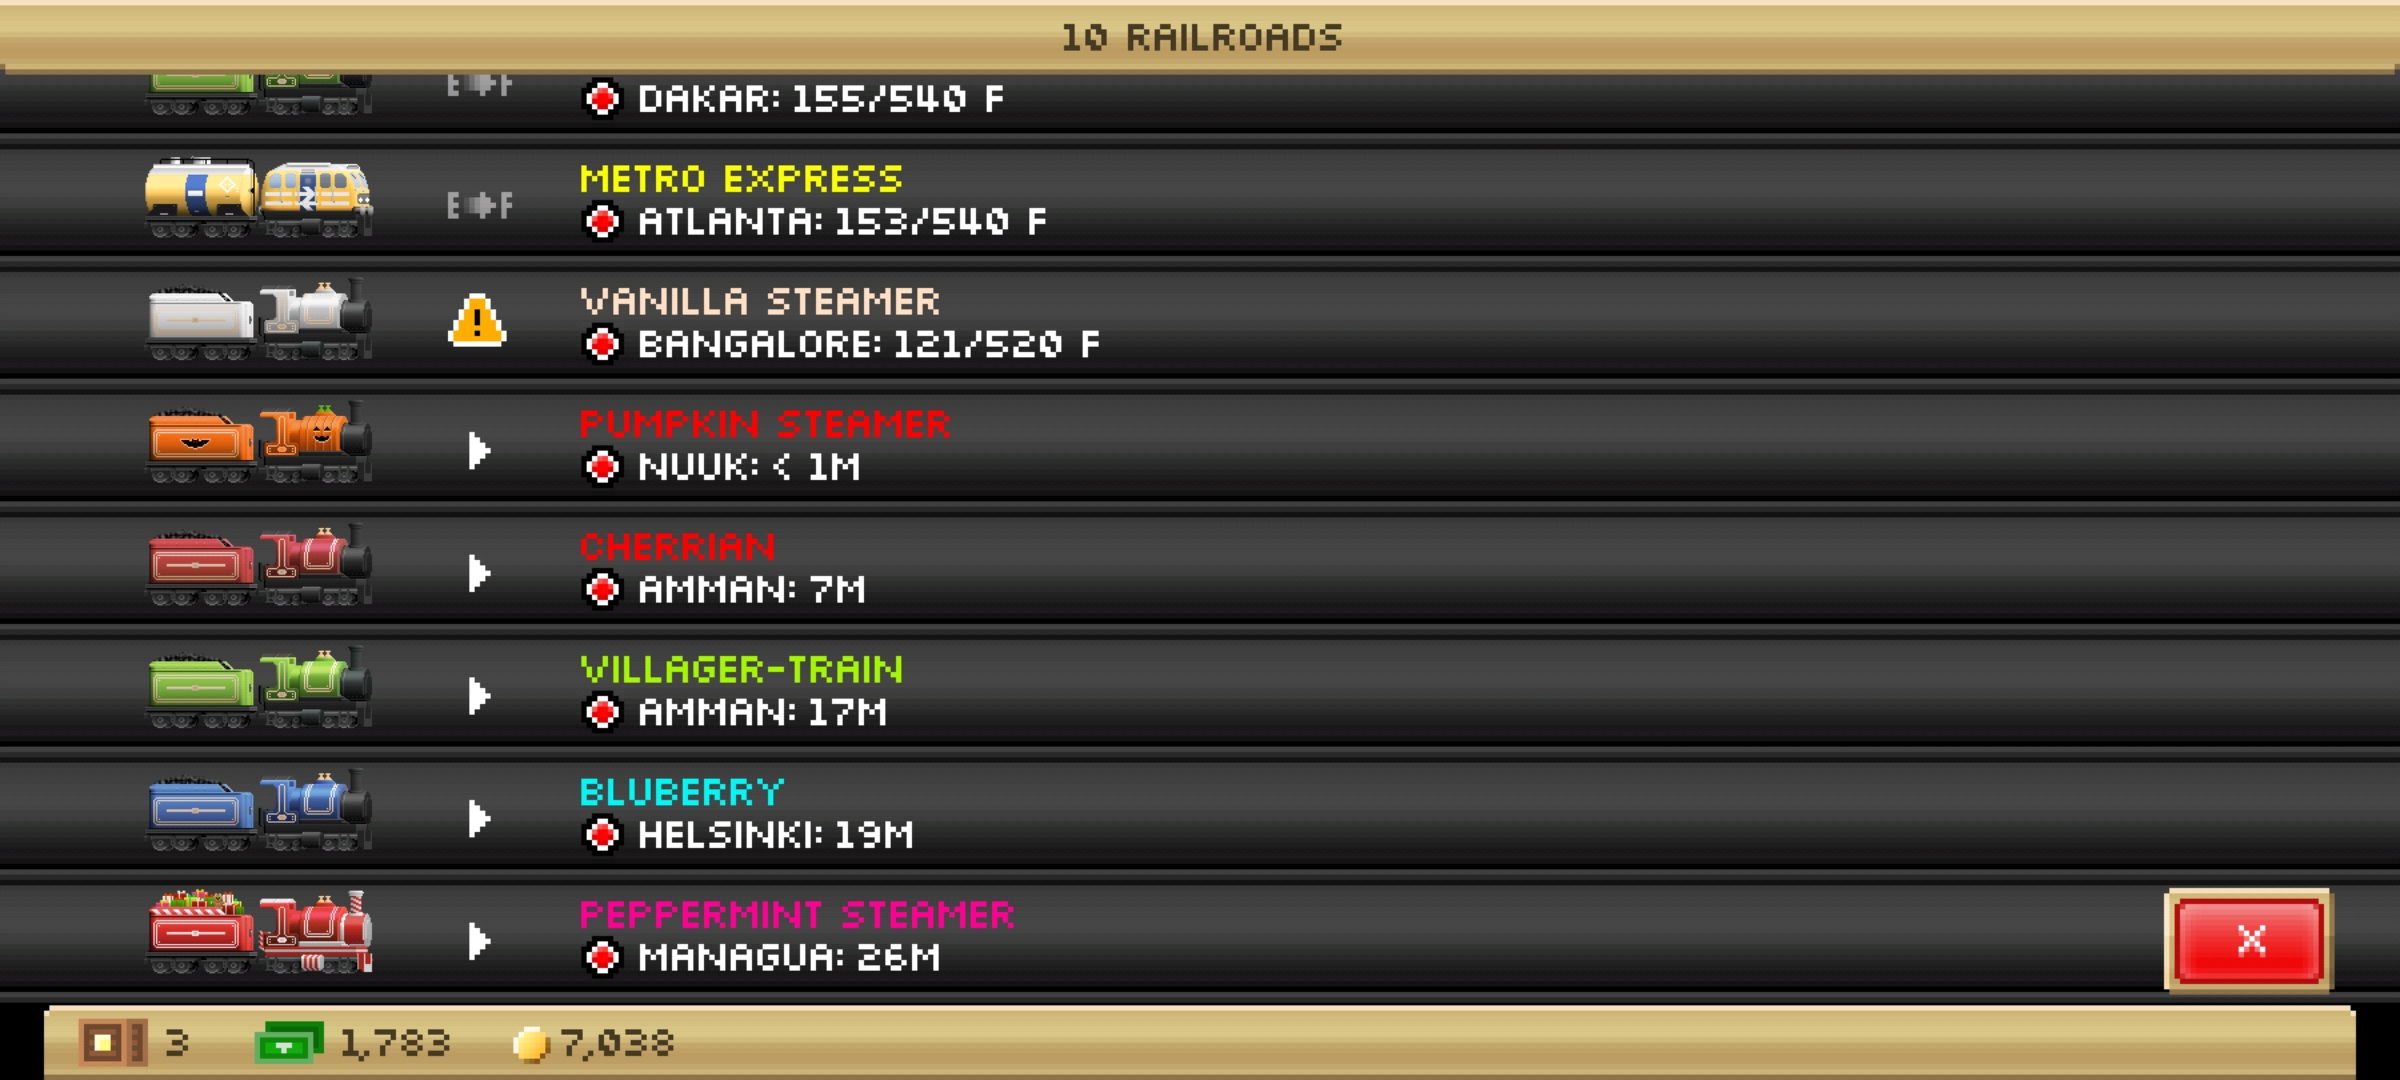 10 RAILROADS
E F
DAKAR: 155/540 F
METRO EXPRESS
E F
ATLANTA: 153/540 F
VANILLA STEAMER
!
BANGALORE: 121/520 F
PUMPKIN STEAMER
NUUK: < 1M
CHERRIAN
AMMAN: 7M
VILLAGER-TRAIN
AMMAN: 17M
BLUBERRY
HELSINKI: 19M
PEPPERMINT STEAMER
MANAGUA: 26M
X
3 1,783 7,038